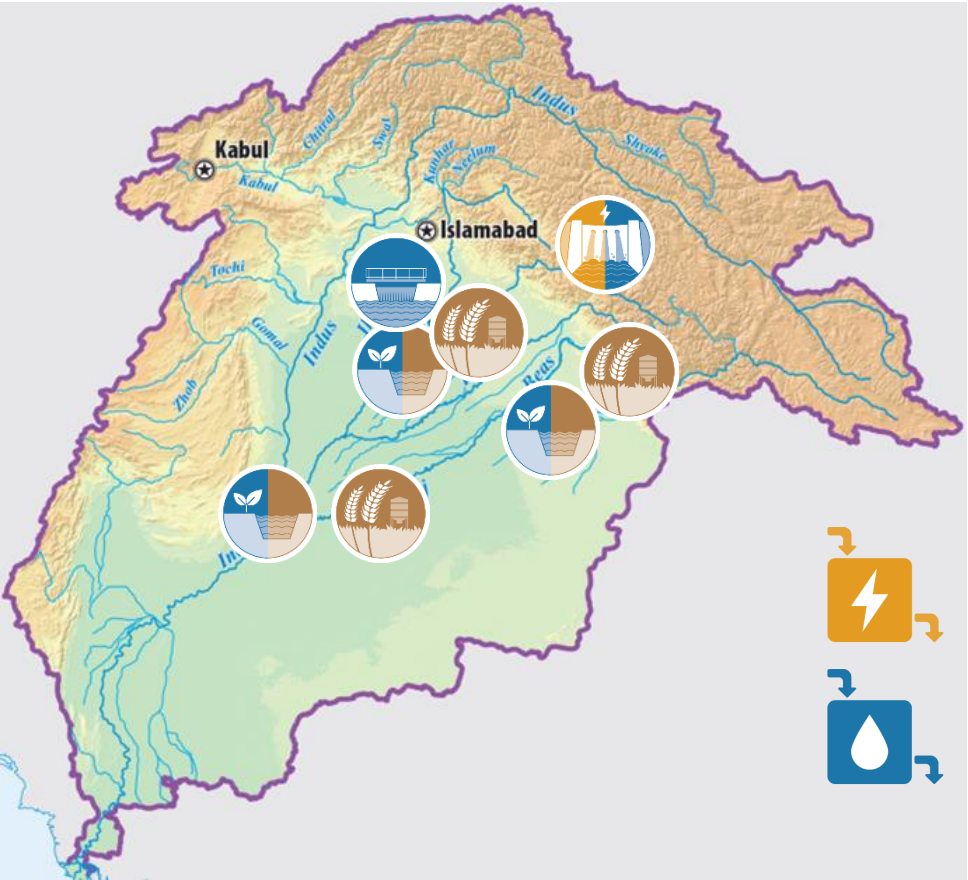 Indus
Chitral
Swat
Shyoke
Kabul
Kunhar
Neelum
Kabul
Islamabad
Tochi
Gomal
Indus
Beas
Zhob